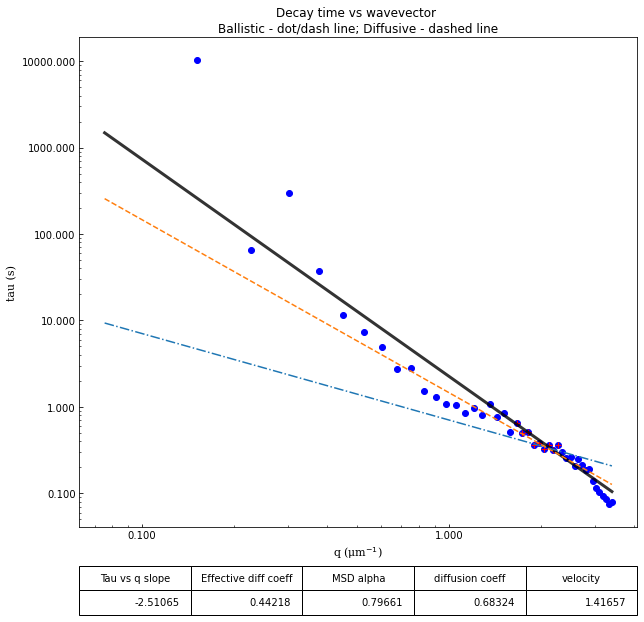 Decay time vs wavevector
Ballistic - dot/dash line; Diffusive - dashed line
10000.000
1000.000
100.000
10.000
1.000
0.100
tau (s)
0.100 1.000
q (μm⁻¹)
Tau vs q slope Effective diff coeff MSD alpha diffusion coeff velocity
-2.51065 0.44218 0.79661 0.68324 1.41657